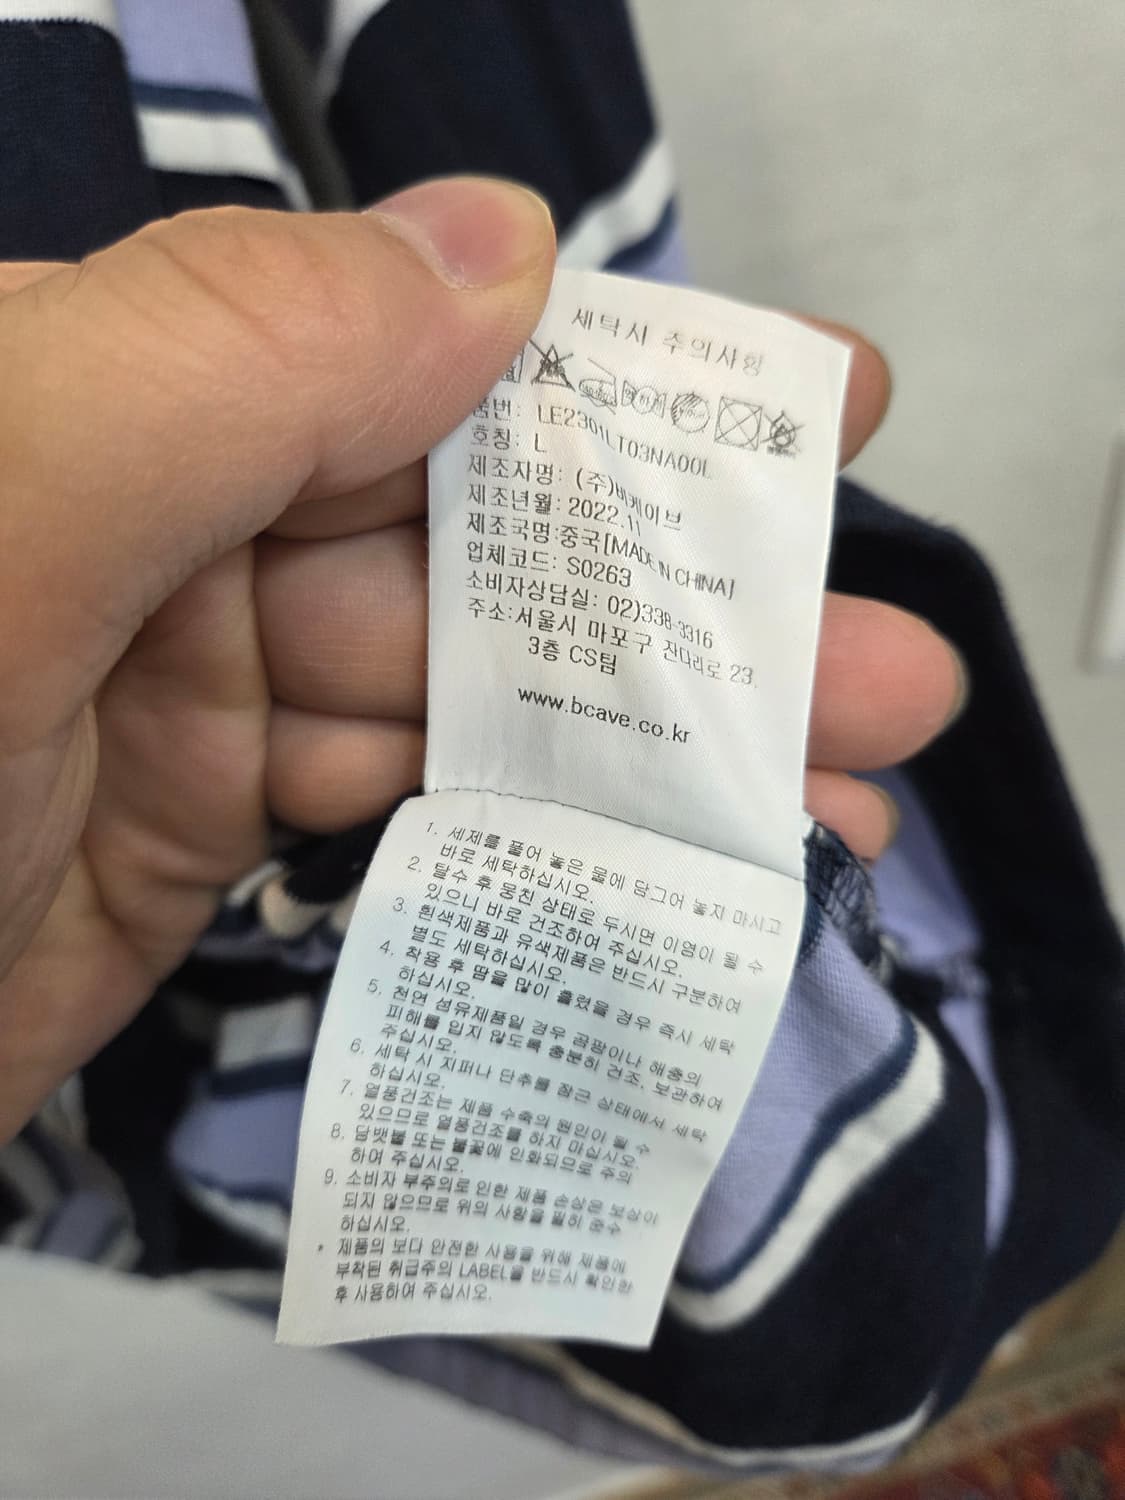 세탁시 주의사항
품번: LE2301LT03NA00L
호칭: L
제조자명: (주)비케이브
제조년월: 2022.11
제조국명:중국[MADE IN CHINA]
업체코드: S0263
소비자상담실: 02)338-3316
주소:서울시 마포구 잔다리로 23.
3층 CS팀
www.bcave.co.kr
1. 세제를 풀어 놓은 물에 담그어 놓지 마시고
바로 세탁하십시오.
2. 탈수 후 뭉친 상태로 두시면 이염이 될 수
있으니 바로 건조하여 주십시오.
3. 흰색제품과 유색제품은 반드시 구분하여
별도 세탁하십시오.
4. 착용 후 땀을 많이 흘렸을 경우 즉시 세탁
하십시오.
5. 천연 섬유제품일 경우 곰팡이나 해충의
피해를 입지 않도록 충분히 건조, 보관하여
주십시오.
6. 세탁 시 지퍼나 단추를 잠근 상태에서 세탁
하십시오.
7. 열풍건조는 제품 수축의 원인이 될 수
있으므로 열풍건조를 하지 마십시오.
8. 담뱃불 또는 불꽃에 인화되므로 주의
하여 주십시오.
9. 소비자 부주의로 인한 제품 손상은 보상이
되지 않으므로 위의 사항을 필히 준수
하십시오.
* 제품의 보다 안전한 사용을 위해 제품에
부착된 취급주의 LABEL을 반드시 확인한
후 사용하여 주십시오.